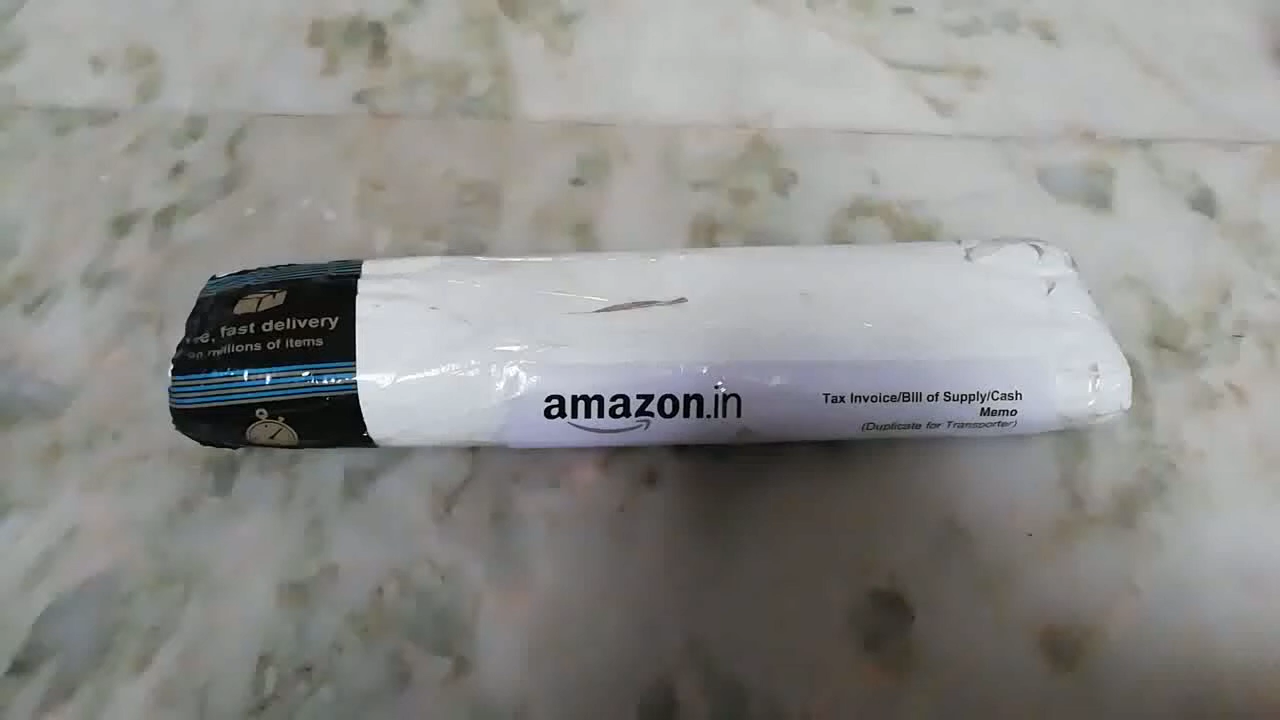 fast delivery
millions of items
amazon.in
Tax Invoice/Bill of Supply/Cash
Memo
(Duplicate for Transporter)